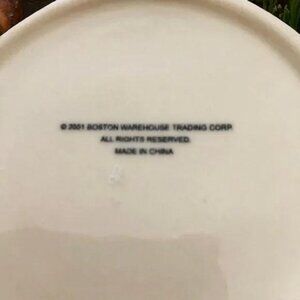 © 2001 BOSTON WAREHOUSE TRADING CORP.
ALL RIGHTS RESERVED.
MADE IN CHINA